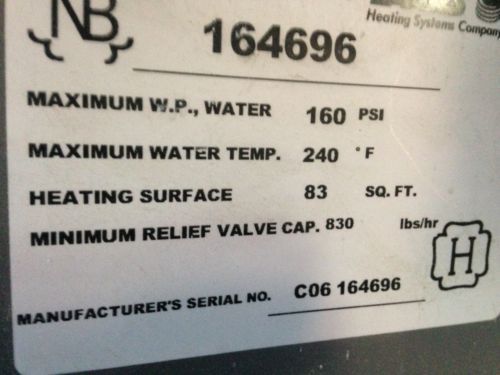 NB
164696
Heating Systems Company
MAXIMUM W.P., WATER 160 PSI
MAXIMUM WATER TEMP. 240 °F
HEATING SURFACE 83 SQ. FT.
MINIMUM RELIEF VALVE CAP. 830 lbs/hr
H
MANUFACTURER'S SERIAL NO. C06 164696